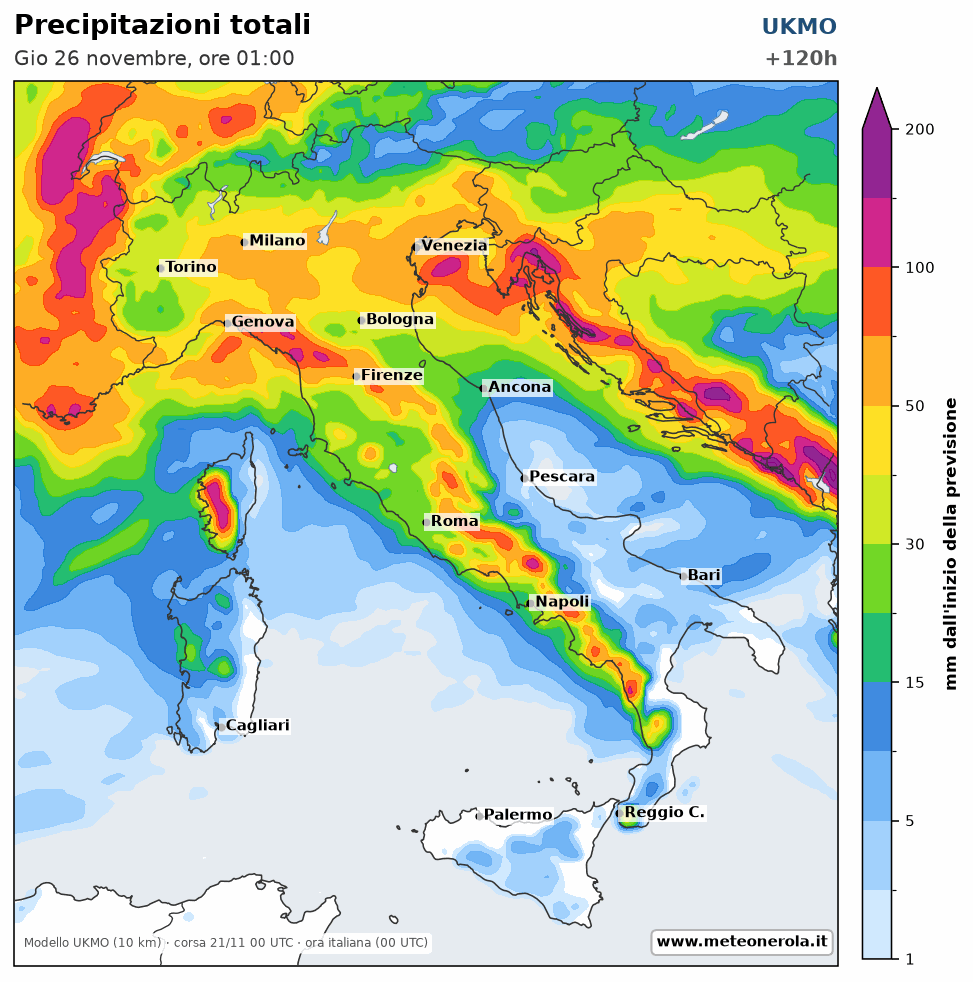 Precipitazioni totali
UKMO
Gio 26 novembre, ore 01:00
+120h
Milano
Venezia
Torino
Genova
Bologna
Firenze
Ancona
Pescara
Roma
Bari
Napoli
Cagliari
Palermo
Reggio C.
200
100
50
30
15
5
1
mm dall'inizio della previsione
Modello UKMO (10 km) · corsa 21/11 00 UTC · ora italiana (00 UTC)
www.meteonerola.it